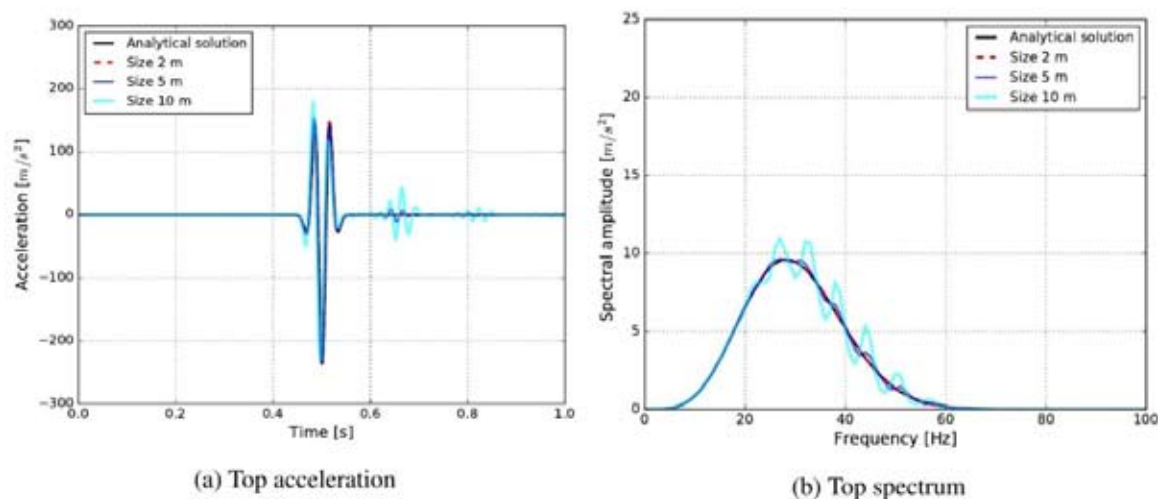 300
200
100
0
−100
−200
−300
Acceleration [m/s²]
Analytical solution
Size 2 m
Size 5 m
Size 10 m
0.0 0.2 0.4 0.6 0.8 1.0
Time [s]
(a) Top acceleration
25
20
15
10
5
0
Spectral amplitude [m/s²]
Analytical solution
Size 2 m
Size 5 m
Size 10 m
0 20 40 60 80 100
Frequency [Hz]
(b) Top spectrum